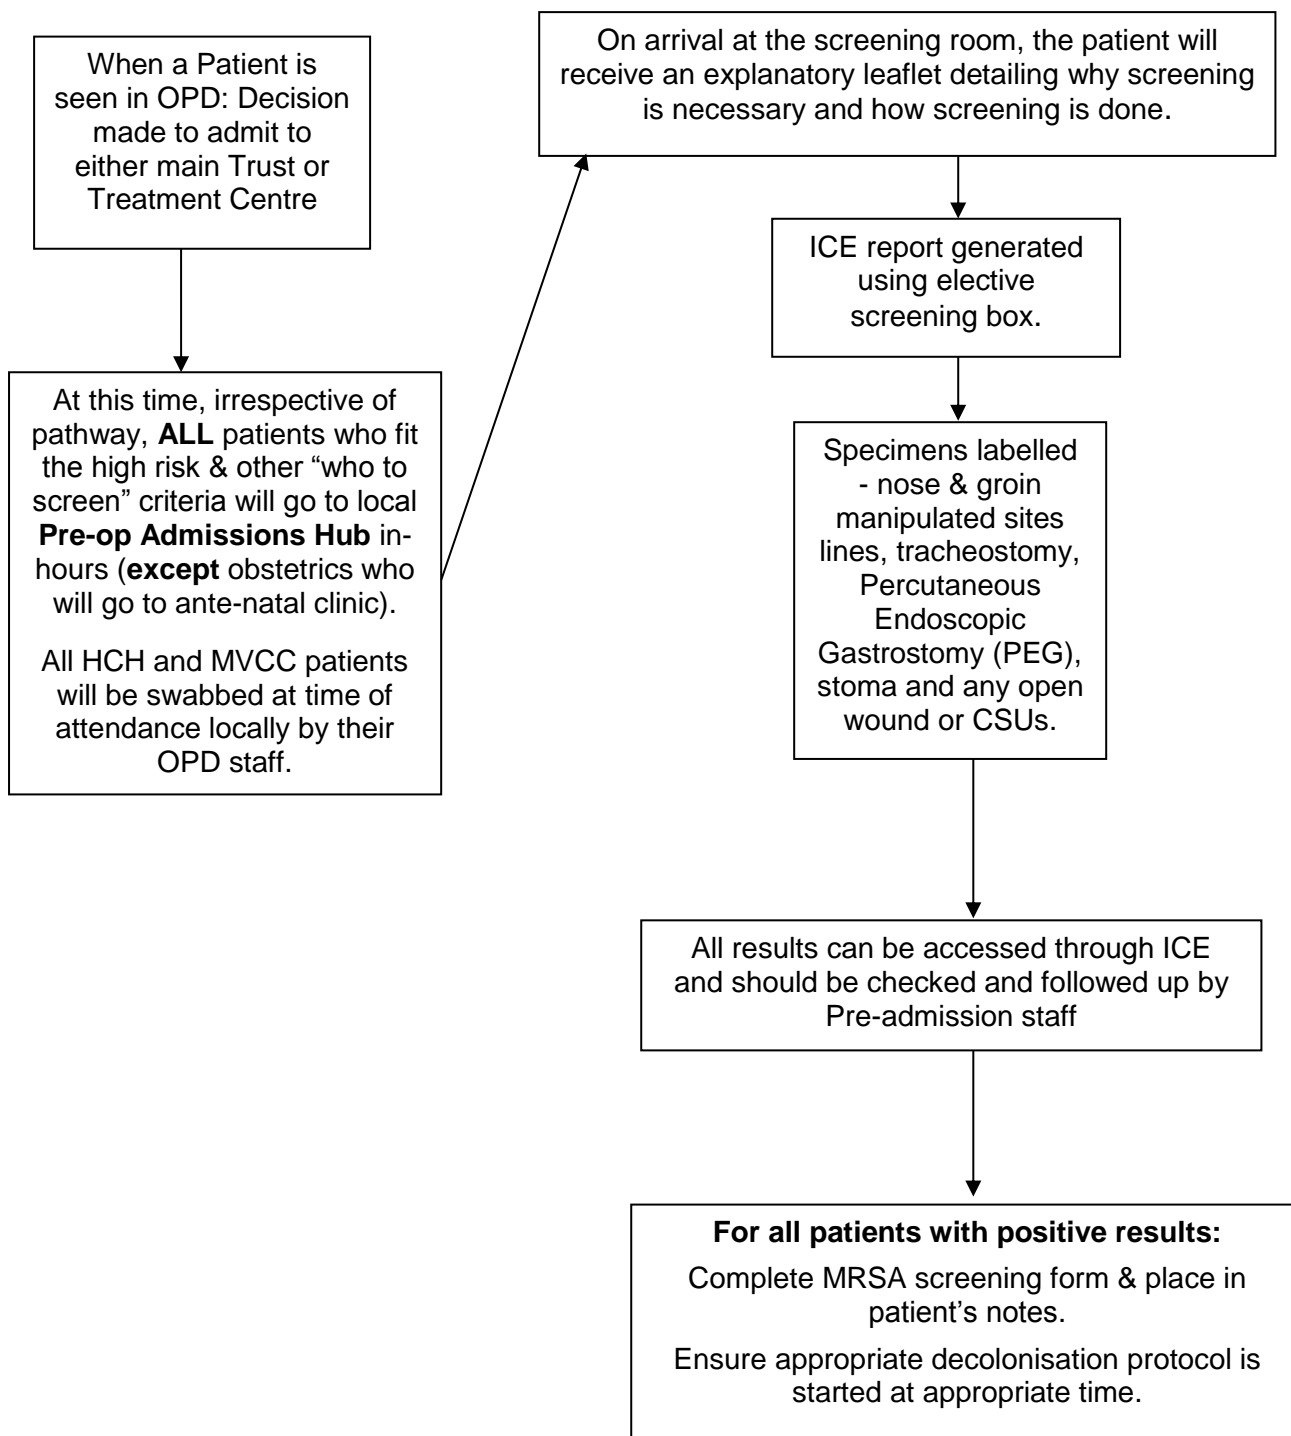 When a Patient is
seen in OPD: Decision
made to admit to
either main Trust or
Treatment Centre
At this time, irrespective of
pathway, ALL patients who fit
the high risk & other “who to
screen” criteria will go to local
Pre-op Admissions Hub in-
hours (except obstetrics who
will go to ante-natal clinic).
All HCH and MVCC patients
will be swabbed at time of
attendance locally by their
OPD staff.
On arrival at the screening room, the patient will
receive an explanatory leaflet detailing why screening
is necessary and how screening is done.
ICE report generated
using elective
screening box.
Specimens labelled
- nose & groin
manipulated sites
lines, tracheostomy,
Percutaneous
Endoscopic
Gastrostomy (PEG),
stoma and any open
wound or CSUs.
All results can be accessed through ICE
and should be checked and followed up by
Pre-admission staff
For all patients with positive results:
Complete MRSA screening form & place in
patient’s notes.
Ensure appropriate decolonisation protocol is
started at appropriate time.